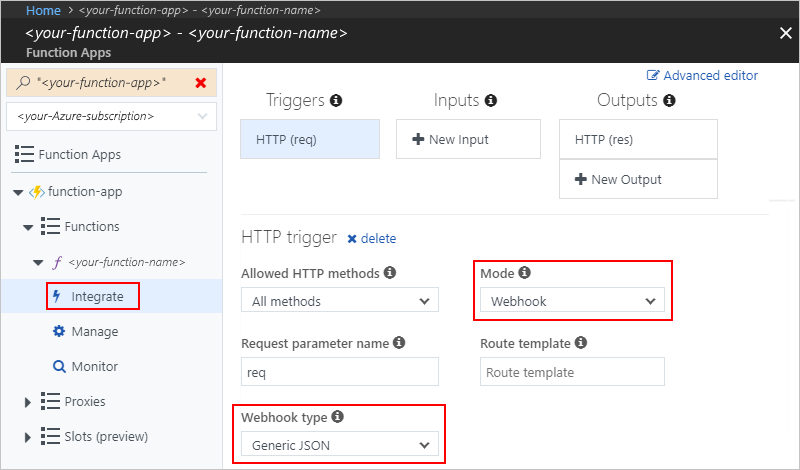 Home > <your-function-app> - <your-function-name>
<your-function-app> - <your-function-name>
Function Apps
"<your-function-app>"
<your-Azure-subscription>
Function Apps
function-app
Functions
f <your-function-name>
Integrate
Manage
Monitor
Proxies
Slots (preview)
Advanced editor
Triggers Inputs Outputs
HTTP (req) New Input HTTP (res)
New Output
HTTP trigger delete
Allowed HTTP methods Mode
All methods Webhook
Request parameter name Route template
req Route template
Webhook type
Generic JSON